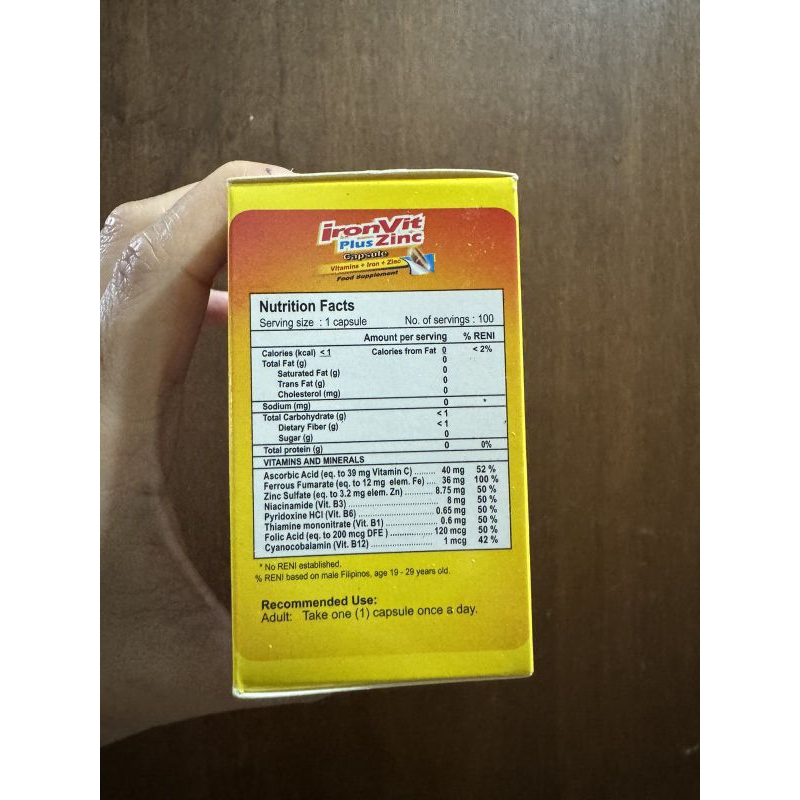 ironVit
Plus Zinc
Capsule
Vitamins + Iron + Zinc
Food Supplement
Nutrition Facts
Serving size : 1 capsule No. of servings : 100
Amount per serving % RENI
Calories (kcal) < 1 Calories from Fat 0 < 2%
Total Fat (g) 0
Saturated Fat (g) 0
Trans Fat (g) 0
Cholesterol (mg) 0
Sodium (mg) 0 *
Total Carbohydrate (g) < 1
Dietary Fiber (g) < 1
Sugar (g) 0
Total protein (g) 0 0%
VITAMINS AND MINERALS
Ascorbic Acid (eq. to 39 mg Vitamin C) ........ 40 mg 52 %
Ferrous Fumarate (eq. to 12 mg elem. Fe) .... 36 mg 100 %
Zinc Sulfate (eq. to 3.2 mg elem. Zn) ........... 8.75 mg 50 %
Niacinamide (Vit. B3) ........................ 8 mg 50 %
Pyridoxine HCl (Vit. B6) ........................ 0.65 mg 50 %
Thiamine mononitrate (Vit. B1) ................ 0.6 mg 50 %
Folic Acid (eq. to 200 mcg DFE ) .............. 120 mcg 50 %
Cyanocobalamin (Vit. B12) ...................... 1 mcg 42 %
* No RENI established.
% RENI based on male Filipinos, age 19 - 29 years old.
Recommended Use:
Adult: Take one (1) capsule once a day.